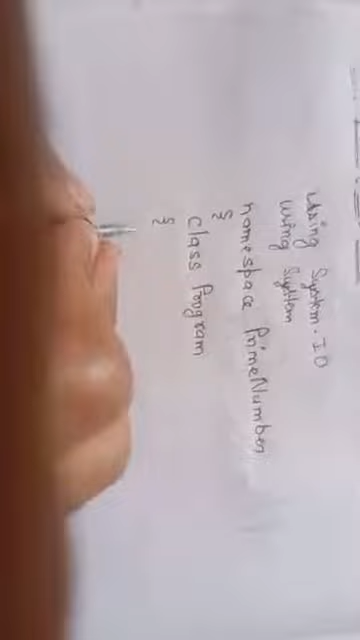 using System.IO
using System
namespace PrimeNumber
{
class Program
{